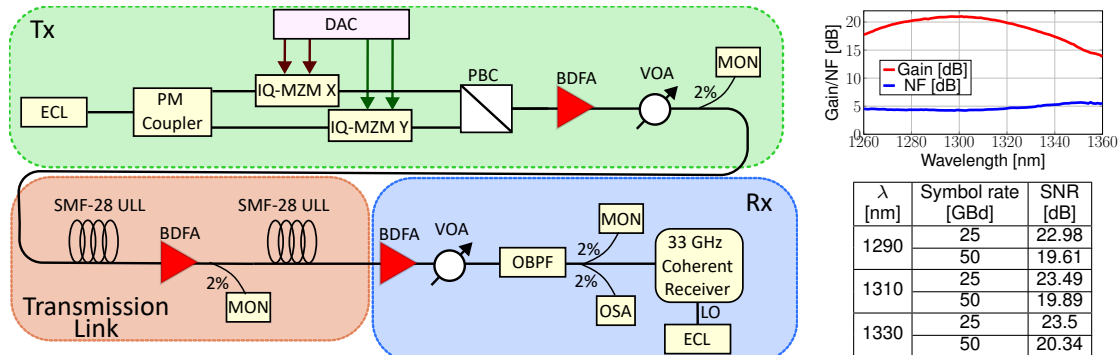 Tx
DAC
ECL
PM
Coupler
IQ-MZM X
IQ-MZM Y
PBC
BDFA
VOA
2%
MON
SMF-28 ULL
BDFA
2%
MON
SMF-28 ULL
Transmission
Link
Rx
BDFA
VOA
OBPF
2%
MON
2%
OSA
33 GHz
Coherent
Receiver
LO
ECL
Gain/NF [dB]
20
15
10
5
0
Gain [dB]
NF [dB]
1260 1280 1300 1320 1340 1360
Wavelength [nm]
λ [nm] Symbol rate [GBd] SNR [dB]
1290 25 22.98
50 19.61
1310 25 23.49
50 19.89
1330 25 23.5
50 20.34